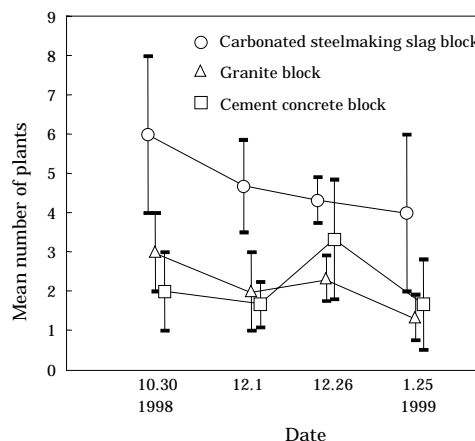 9
8
7
6
5
4
3
2
1
0
Mean number of plants
Carbonated steelmaking slag block
Granite block
Cement concrete block
10.30 12.1 12.26 1.25
1998 1999
Date